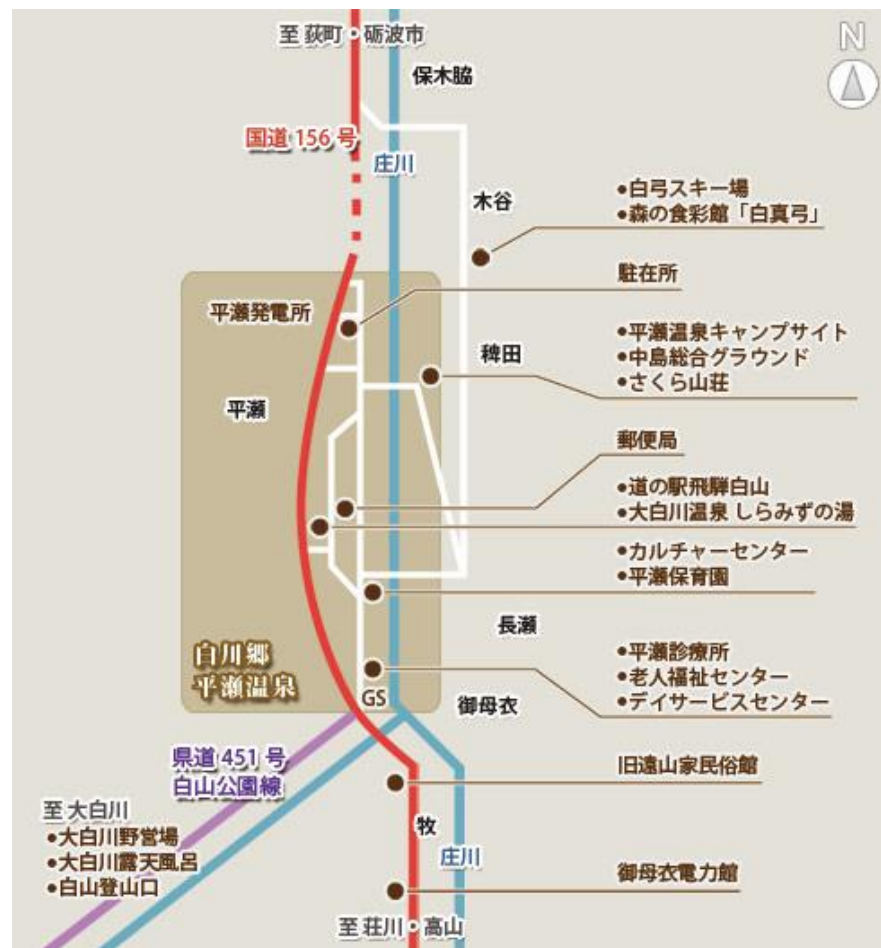 至 荻町・砺波市
N
保木脇
国道 156 号
庄川
木谷
●白弓スキー場
●森の食彩館「白真弓」
駐在所
平瀬発電所
稗田
●平瀬温泉キャンプサイト
●中島総合グラウンド
●さくら山荘
平瀬
郵便局
●道の駅飛騨白山
●大白川温泉 しらみずの湯
●カルチャーセンター
●平瀬保育園
長瀬
白川郷
平瀬温泉
●平瀬診療所
●老人福祉センター
●デイサービスセンター
GS
御母衣
県道 451 号
白山公園線
旧遠山家民俗館
至 大白川
●大白川野営場
●大白川露天風呂
●白山登山口
牧
庄川
御母衣電力館
至 荘川・高山